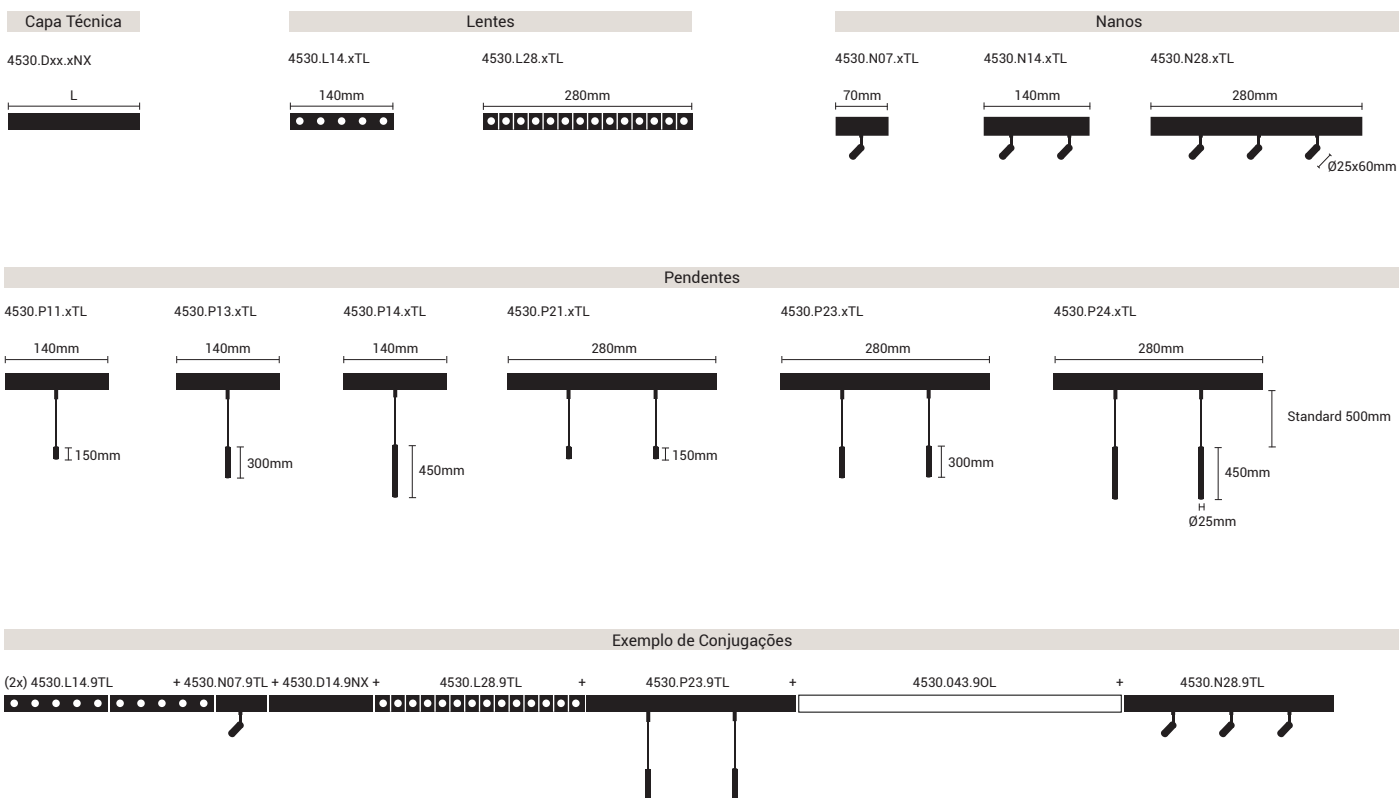 Capa Técnica
4530.Dxx.xNX
L
Lentes
4530.L14.xTL 4530.L28.xTL
140mm 280mm
Nanos
4530.N07.xTL 4530.N14.xTL 4530.N28.xTL
70mm 140mm 280mm
Ø25x60mm
Pendentes
4530.P11.xTL 4530.P13.xTL 4530.P14.xTL 4530.P21.xTL 4530.P23.xTL 4530.P24.xTL
140mm 140mm 140mm 280mm 280mm 280mm
Standard 500mm
150mm 300mm 450mm 150mm 300mm 450mm
Ø25mm
Exemplo de Conjugações
(2x) 4530.L14.9TL + 4530.N07.9TL + 4530.D14.9NX + 4530.L28.9TL + 4530.P23.9TL + 4530.043.9OL + 4530.N28.9TL